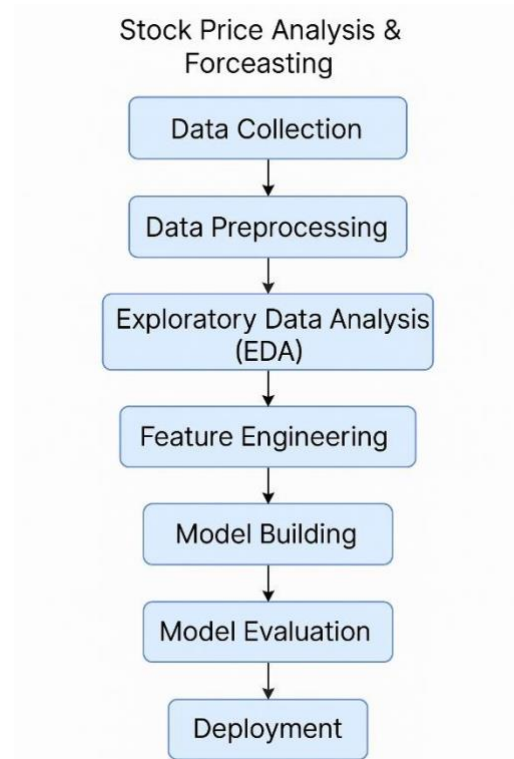 Stock Price Analysis &
Forceasting
Data Collection
Data Preprocessing
Exploratory Data Analysis
(EDA)
Feature Engineering
Model Building
Model Evaluation
Deployment